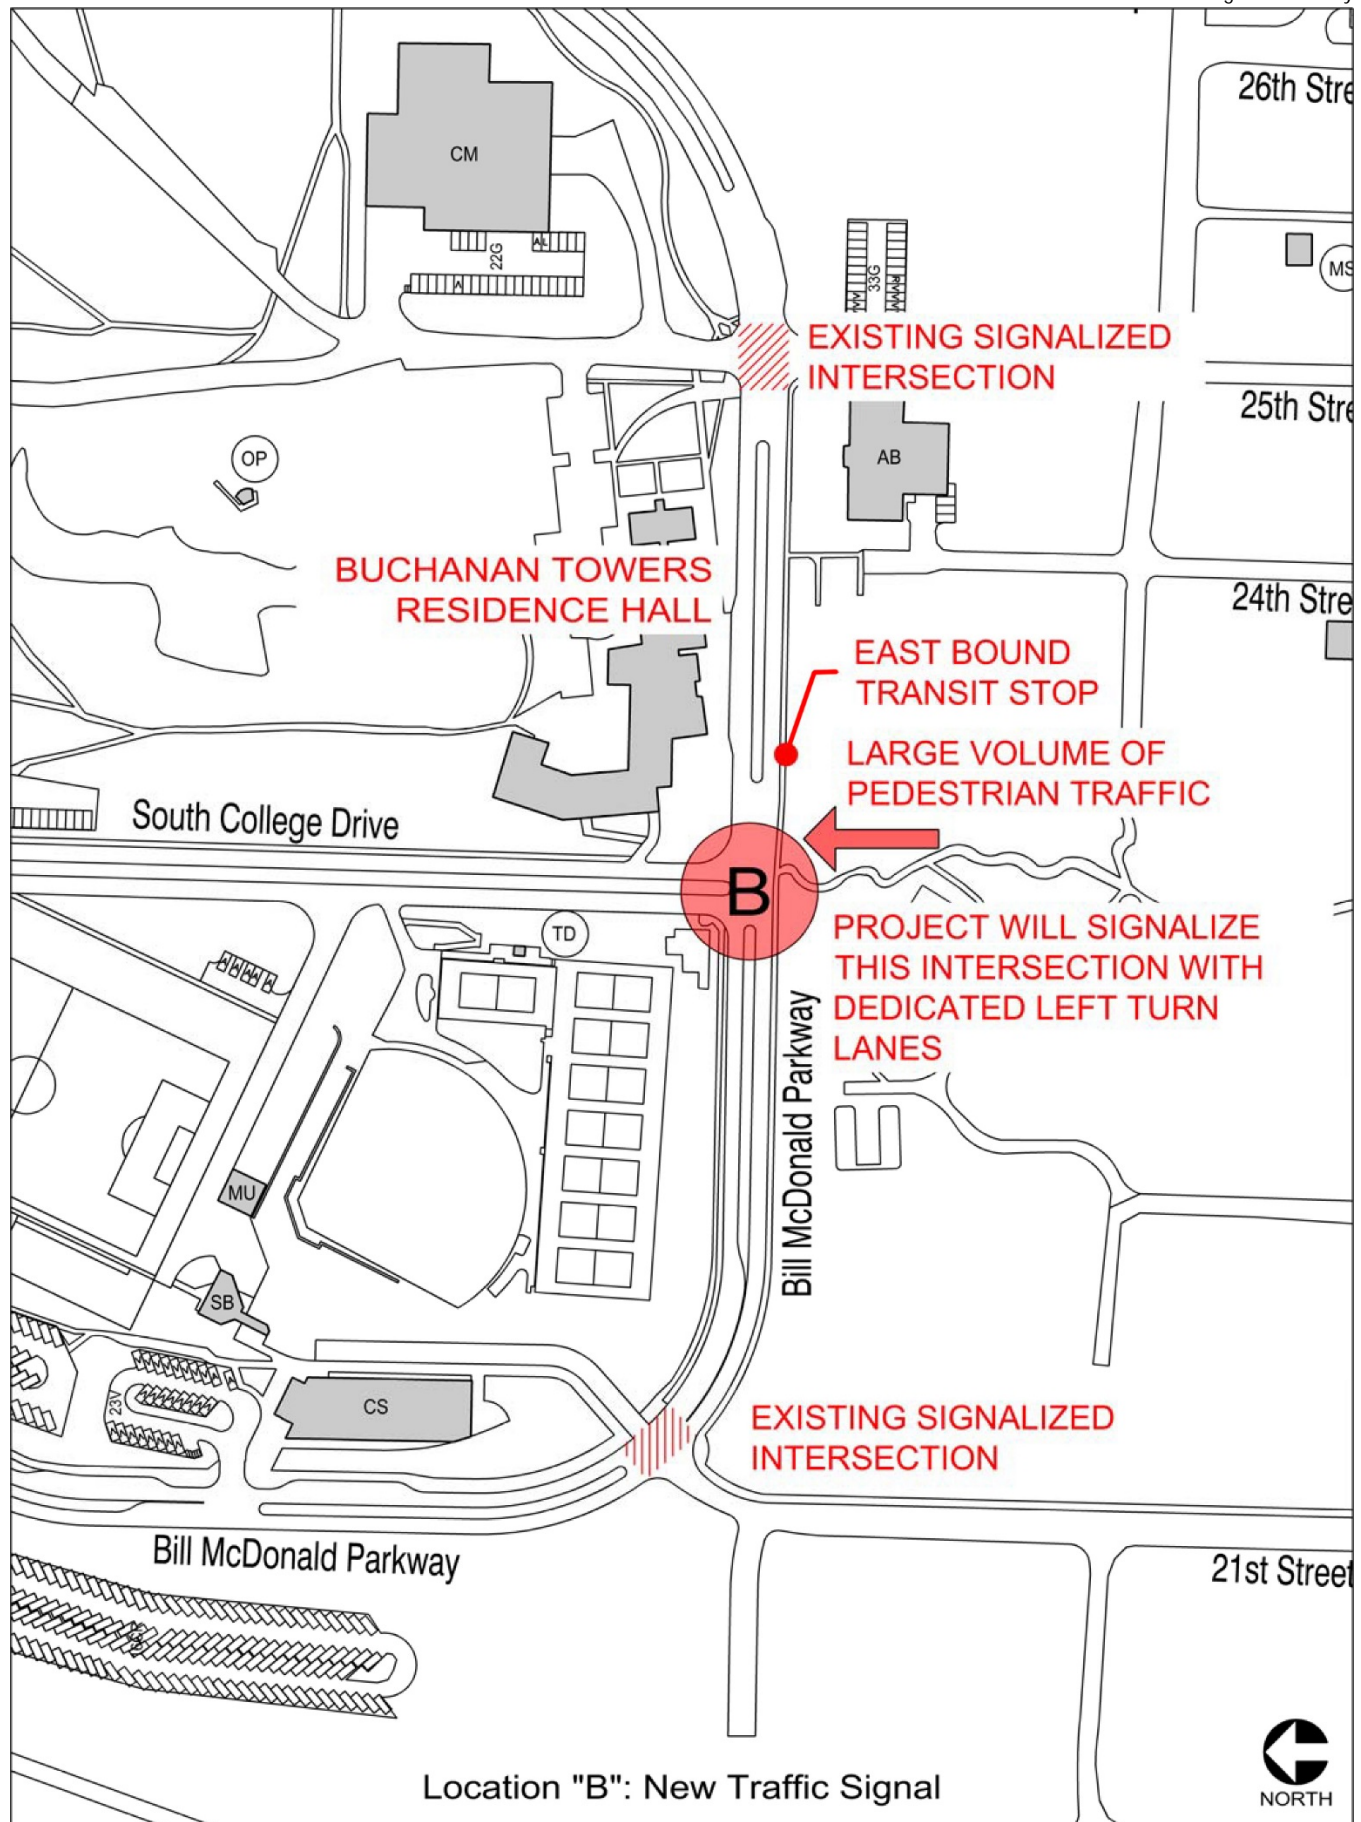 26th Stre
CM
22G
A L
A
33G
MS
EXISTING SIGNALIZED
INTERSECTION
25th Stre
OP
AB
BUCHANAN TOWERS
RESIDENCE HALL
24th Stre
EAST BOUND
TRANSIT STOP
LARGE VOLUME OF
PEDESTRIAN TRAFFIC
South College Drive
B
TD
PROJECT WILL SIGNALIZE
THIS INTERSECTION WITH
DEDICATED LEFT TURN
LANES
Bill McDonald Parkway
MU
SB
23V
CS
EXISTING SIGNALIZED
INTERSECTION
Bill McDonald Parkway
21st Street
Location "B": New Traffic Signal
NORTH